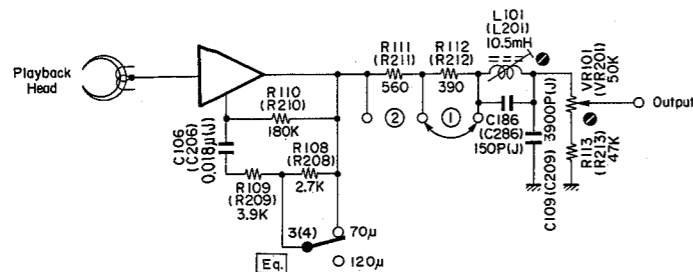 Playback
Head
R110
(R210)
180K
C106
(C206)
0.018μ(J)
R109
(R209)
3.9K
R108
(R208)
2.7K
3(4)
70μ
120μ
Eq.
R111
(R211)
560
②
R112
(R212)
390
①
L101
(L201)
10.5mH
C186
(C286)
150P(J)
C109(C209) 3900P(J)
VR101
(VR201)
50K
R113
(R213)
47K
Output